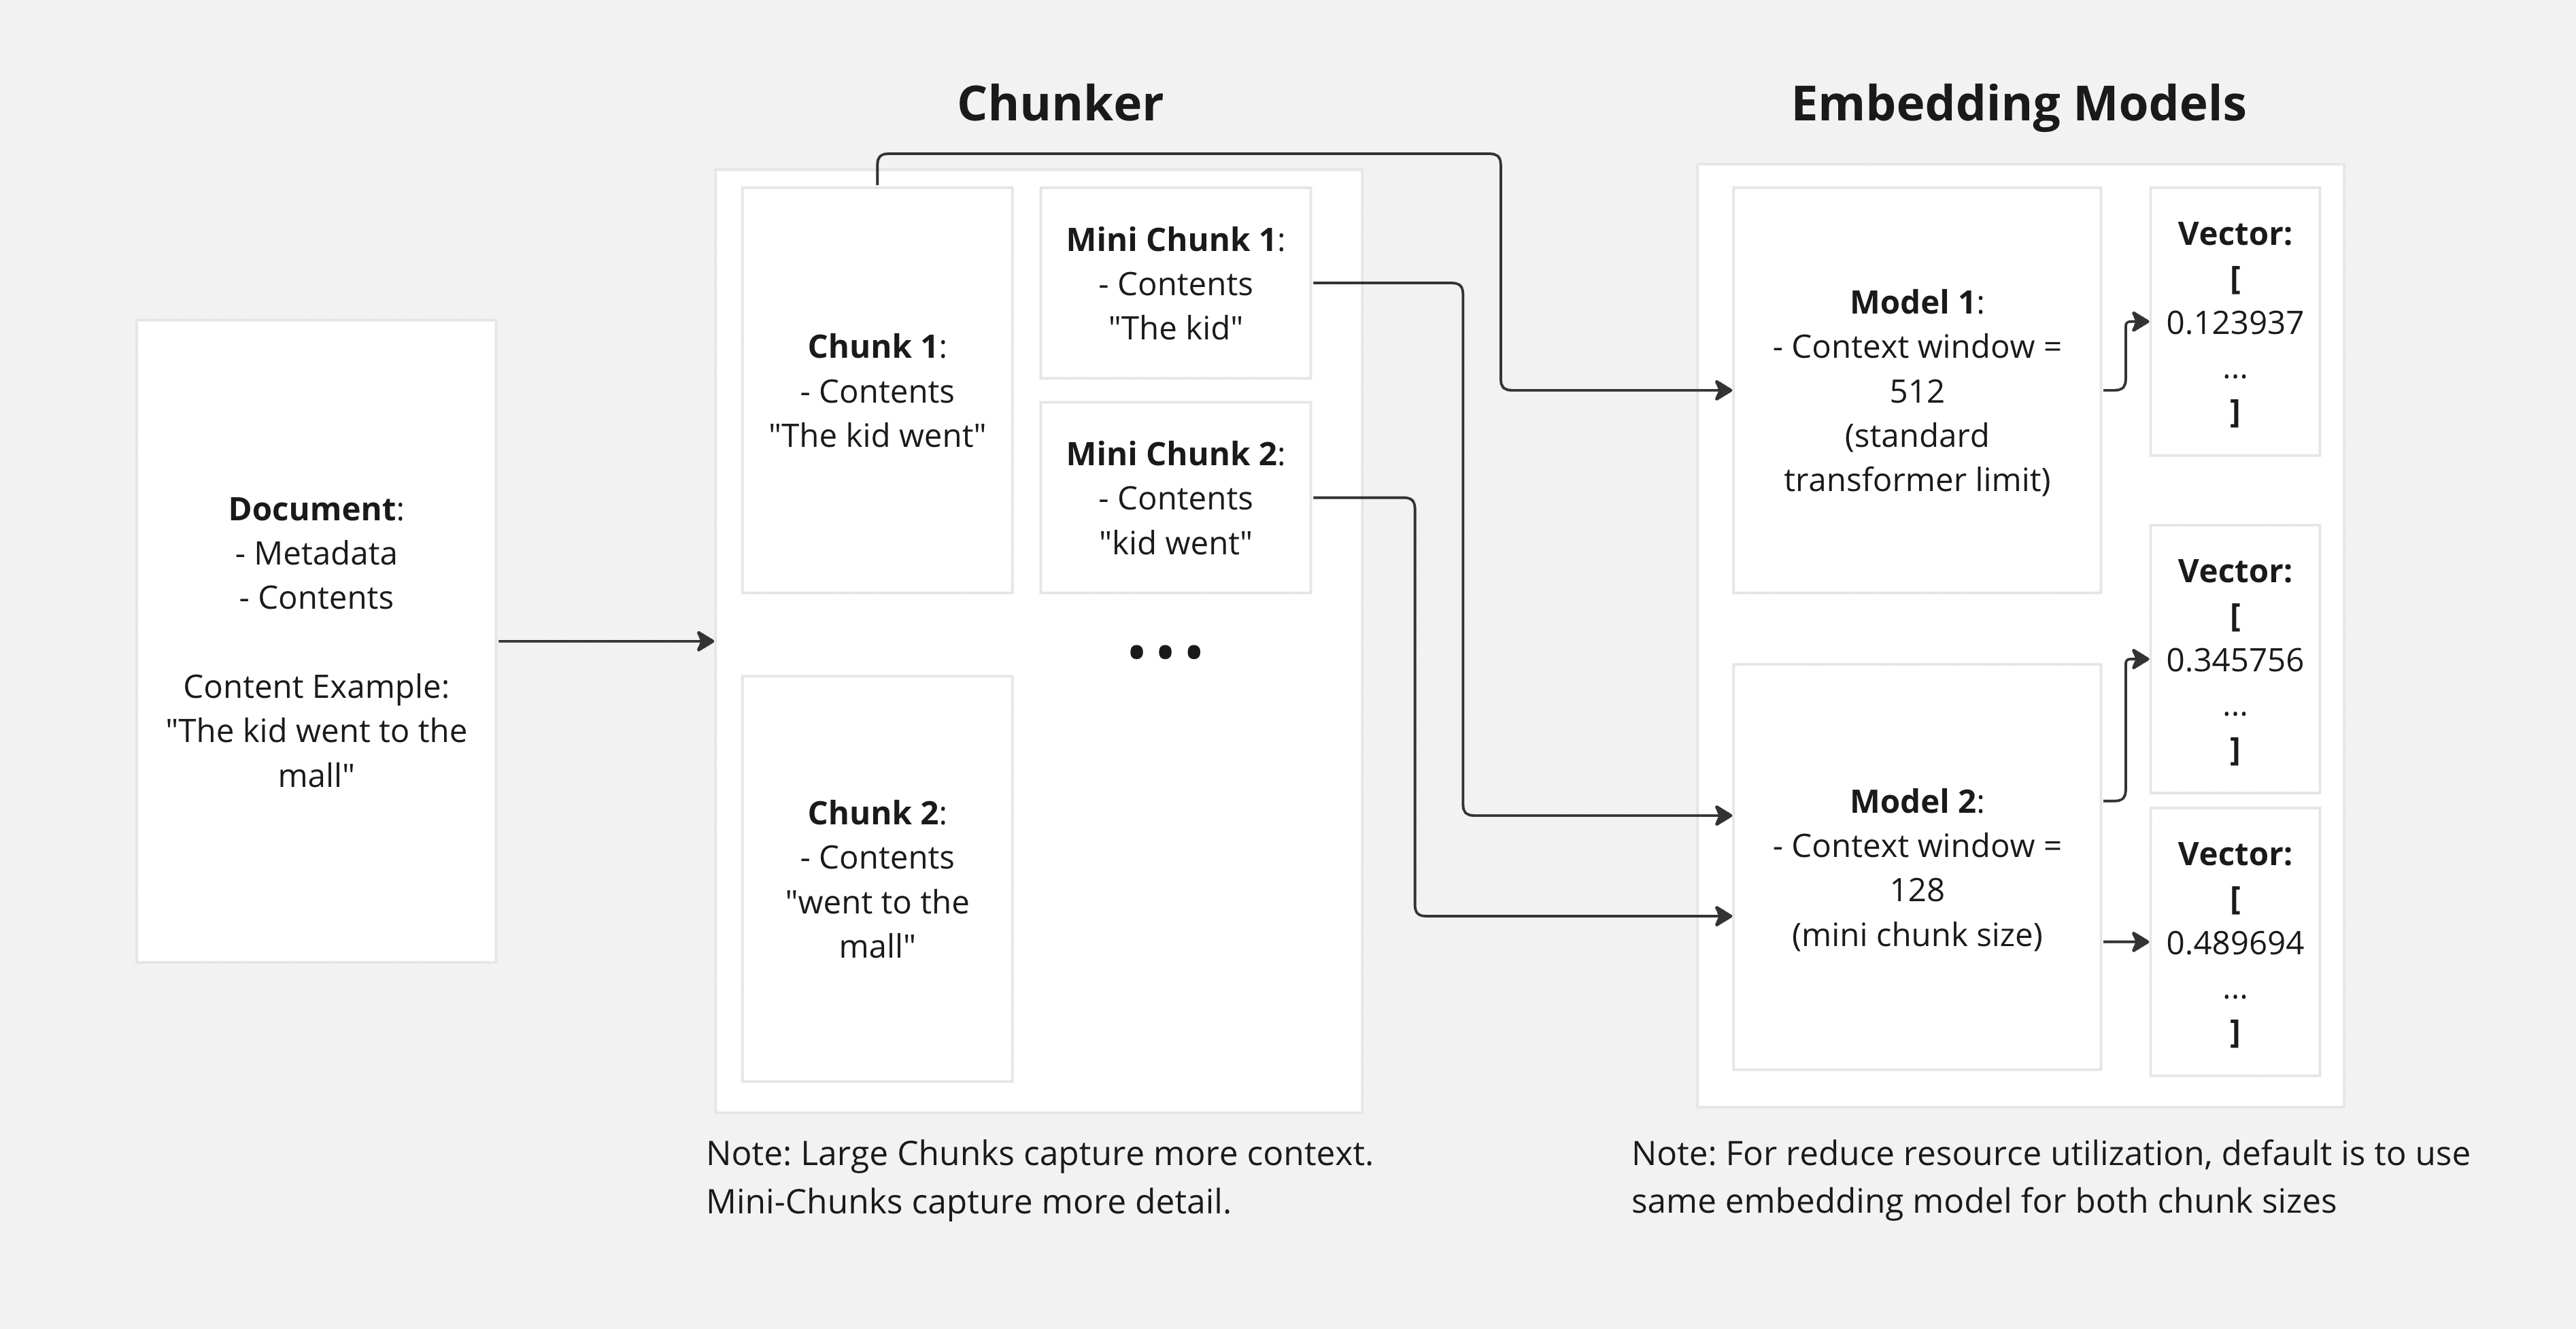 Chunker
Embedding Models
Document:
- Metadata
- Contents
Content Example:
"The kid went to the
mall"
Chunk 1:
- Contents
"The kid went"
Mini Chunk 1:
- Contents
"The kid"
Mini Chunk 2:
- Contents
"kid went"
...
Chunk 2:
- Contents
"went to the
mall"
Note: Large Chunks capture more context.
Mini-Chunks capture more detail.
Model 1:
- Context window =
512
(standard
transformer limit)
Vector:
[
0.123937
...
]
Model 2:
- Context window =
128
(mini chunk size)
Vector:
[
0.345756
...
]
Vector:
[
0.489694
...
]
Note: For reduce resource utilization, default is to use
same embedding model for both chunk sizes